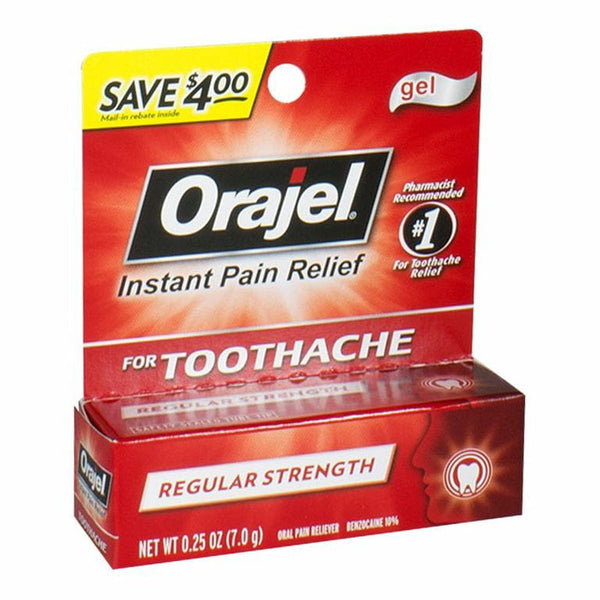 SAVE $4.00
Mail-in rebate inside
gel
Orajel®
Instant Pain Relief
Pharmacist
Recommended
#1
For Toothache
Relief
FOR TOOTHACHE
REGULAR STRENGTH
Orajel
REGULAR STRENGTH
NET WT 0.25 OZ (7.0 g)
ORAL PAIN RELIEVER
BENZOCAINE 10%